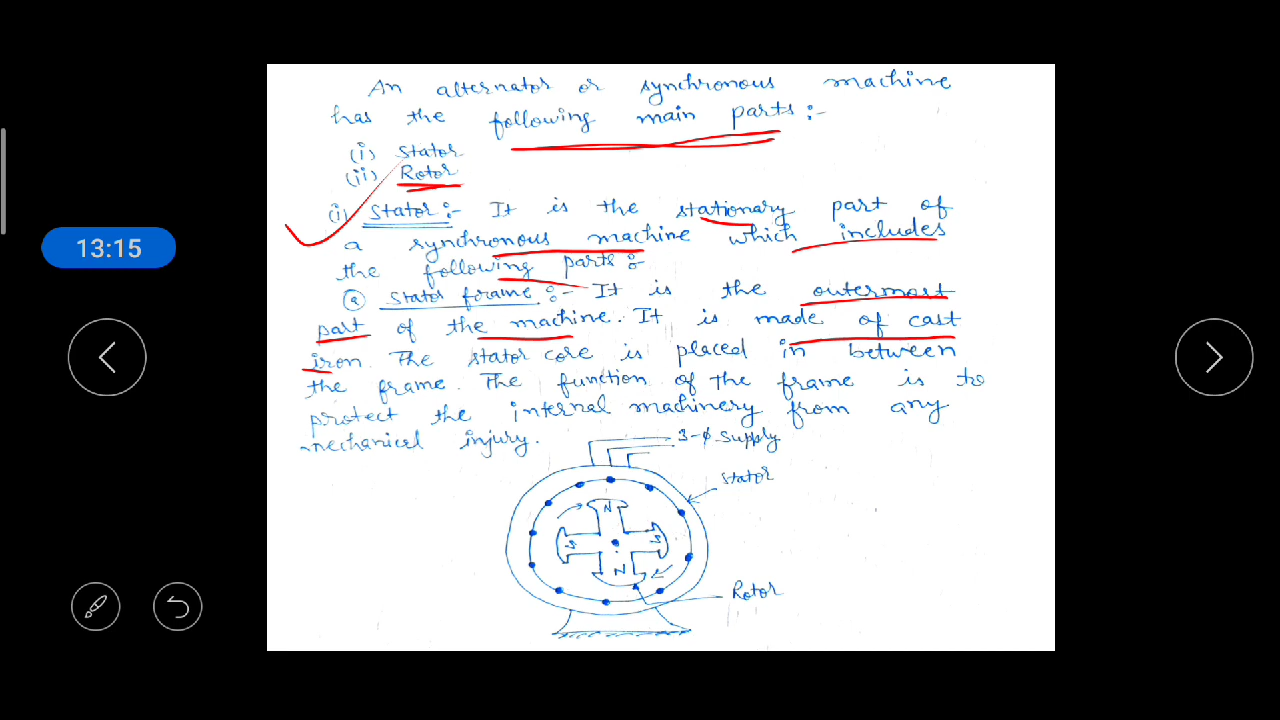 An alternator or synchronous machine
has the following main parts :-
(i) Stator
(ii) Rotor
(i) Stator :- It is the stationary part of
a synchronous machine which includes
the following parts :-
(a) Stator frame :- It is the outermost
part of the machine. It is made of cast
iron. The stator core is placed in between
the frame. The function of the frame is to
protect the internal machinery from any
mechanical injury.
3-φ Supply
Stator
N
S
S
N
Rotor
13:15